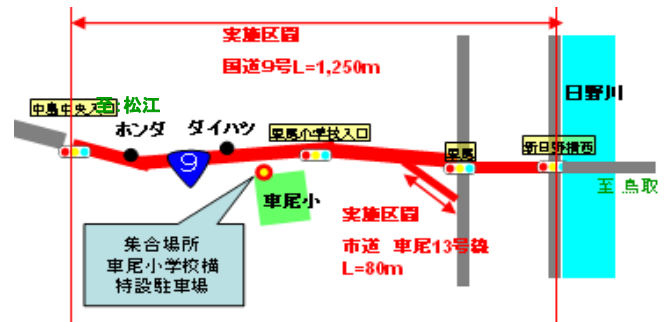 実施区間
国道9号L=1,250m
日野川
中島中央入口
至 松江
ホンダ
ダイハツ
車尾小学校入口
車尾
新日野橋西
9
至 鳥取
車尾小
実施区間
市道 車尾13号線
L=80m
集合場所
車尾小学校横
特設駐車場